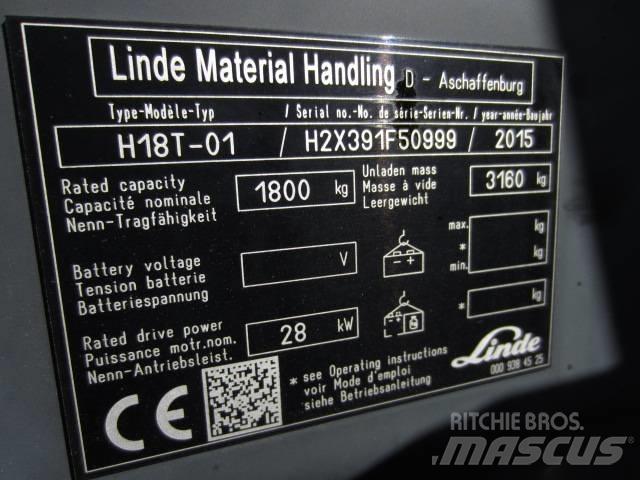 Linde Material Handling D - Aschaffenburg
Type-Modèle-Typ / Serial no.-No. de série-Serien-Nr. / year-année-Baujahr
H18T-01 / H2X391F50999 / 2015
Rated capacity
Capacité nominale
Nenn-Tragfähigkeit
1800 kg
Unladen mass
Masse à vide
Leergewicht
3160 kg
Battery voltage
Tension batterie
Batteriespannung
V
- +
max. kg
* kg
min.
Rated drive power
Puissance motr.nom.
Nenn-Antriebsleist.
28 kW
+ -
* kg
* see Operating instructions
voir Mode d'emploi
siehe Betriebsanleitung
Linde
000 938 45 25
CE
RITCHIE BROS.
MASCUS